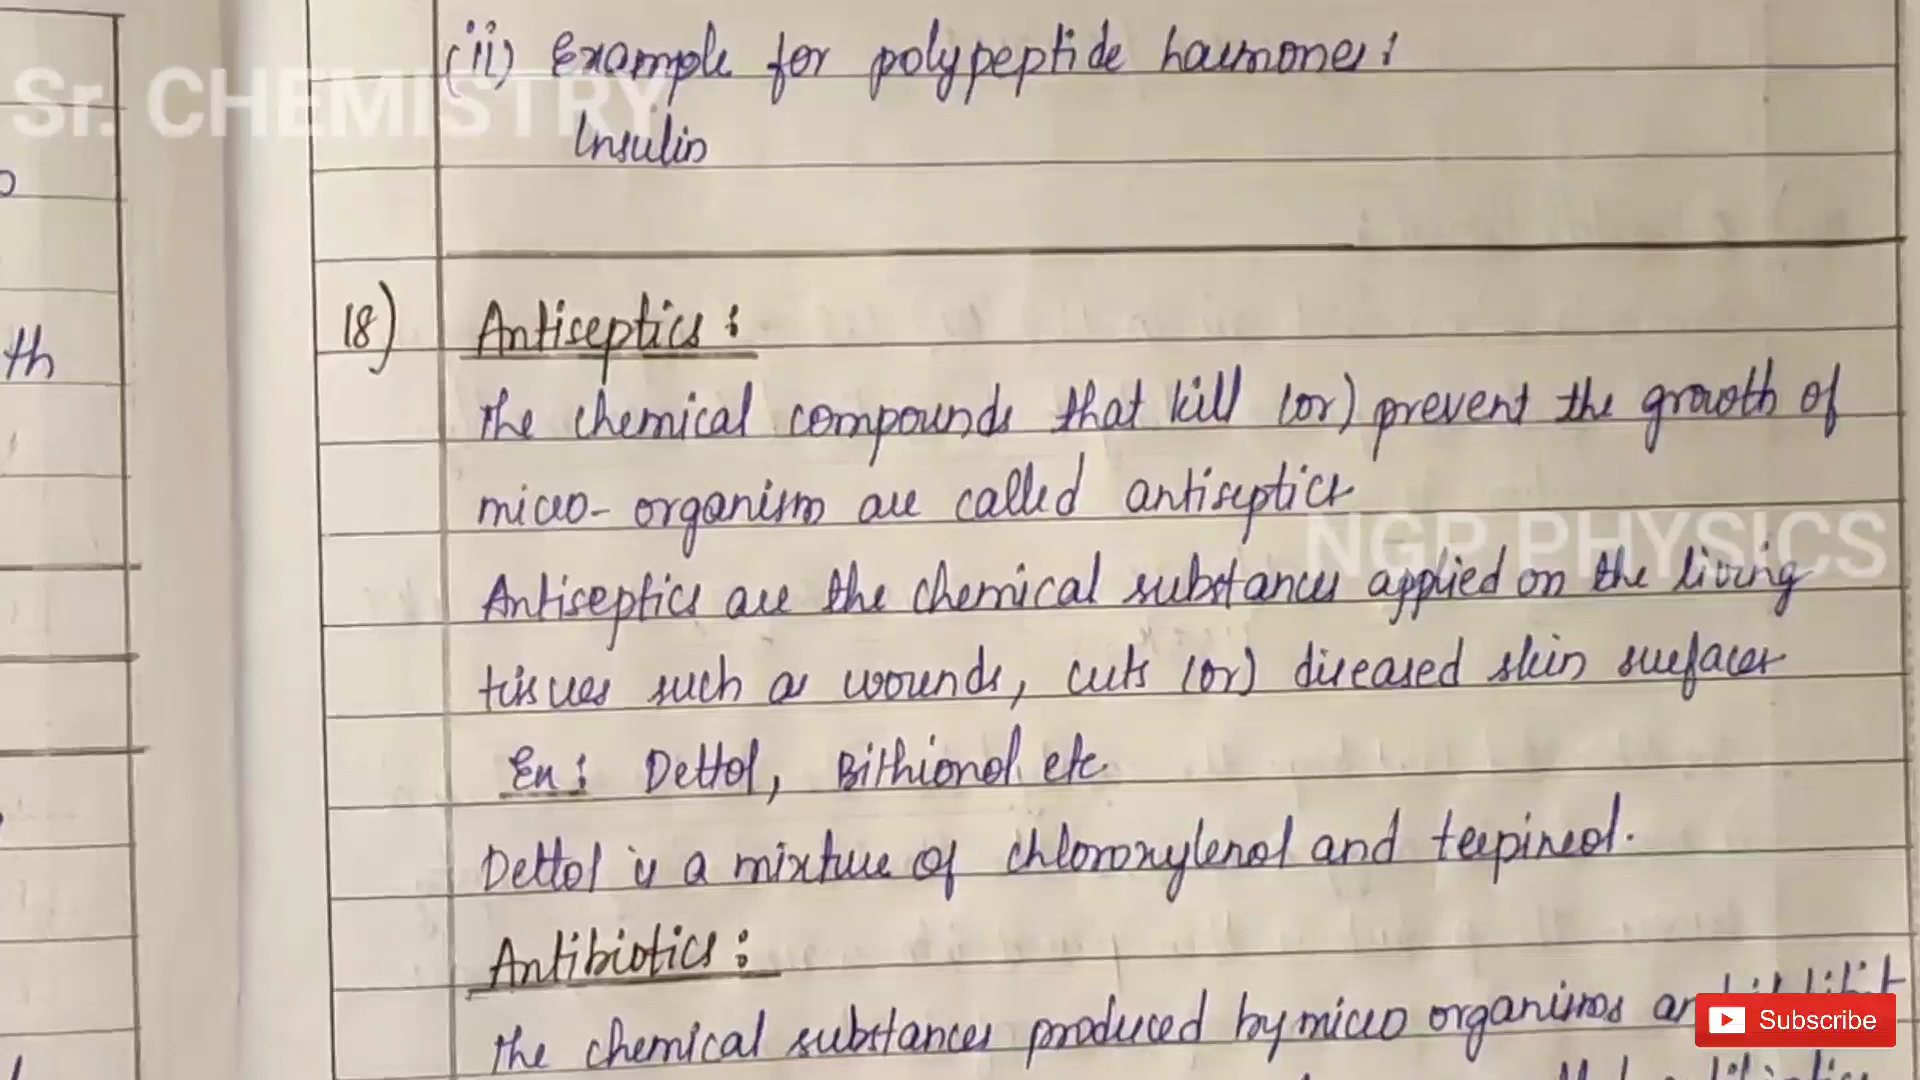 (ii) Example for polypeptide harmones:
Sr. CHEMISTRY
Insulin
th
18) Antiseptics:
The chemical compounds that kill (or) prevent the growth of
micro-organism are called antiseptics
NGP PHYSICS
Antiseptics are the chemical substances applied on the living
tissues such as wounds, cuts (or) diseased skin surfaces
Ex: Dettol, Bithionol etc.
Dettol is a mixture of chloroxylenol and terpineol.
Antibiotics:
The chemical substances produced by micro organisms
Subscribe